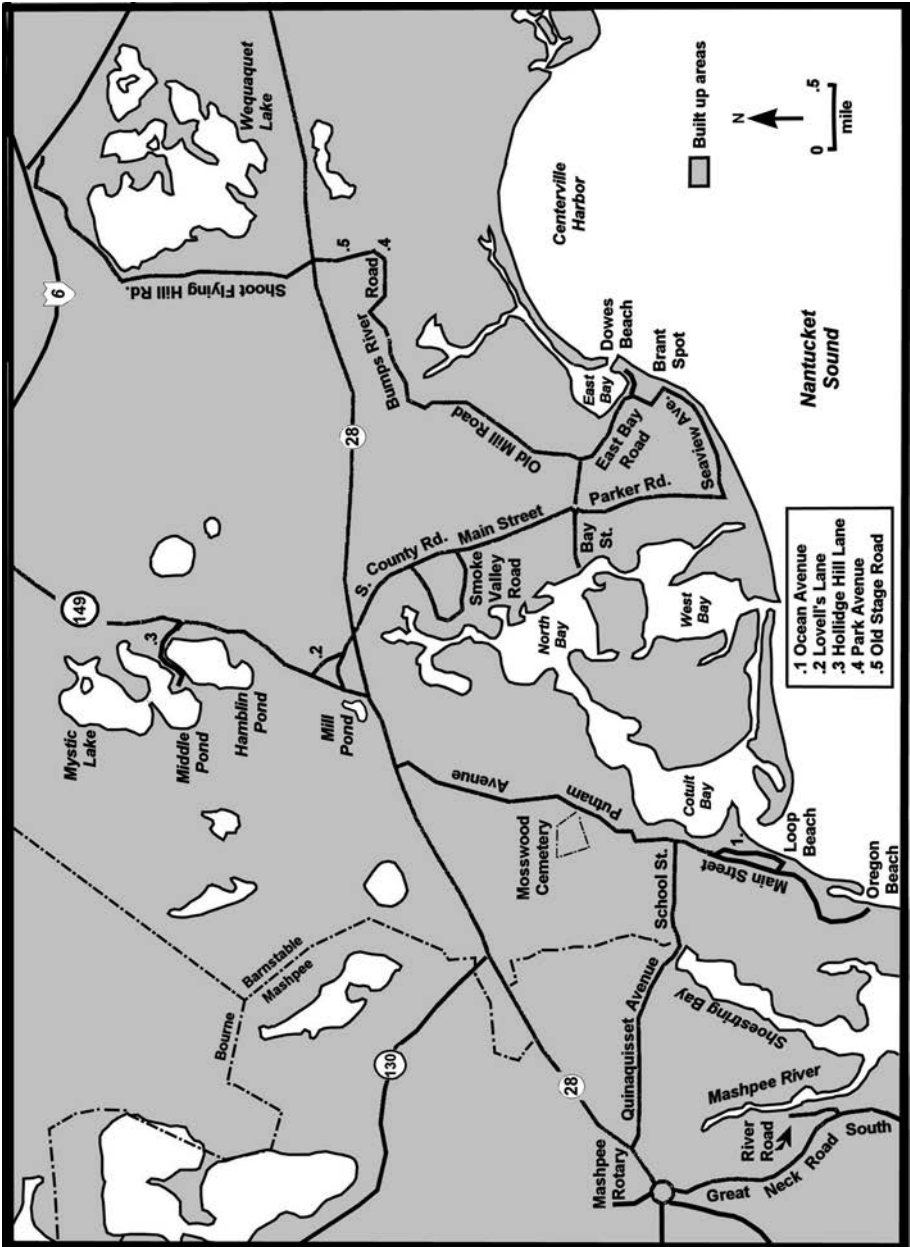 6
Wequaquet
Lake
Shoot Flying Hill Rd.
.5
.4
Bumps River
Road
28
149
.3
Mystic
Lake
Middle
Pond
Hamblin
Pond
.2
Mill
Pond
S. County Rd.
Main Street
Smoke
Valley
Road
Old Mill Road
Bay
St.
Parker Rd.
East Bay
Road
Seaview Ave.
East
Bay
Dowes
Beach
Brant
Spot
Centerville
Harbor
Nantucket
Sound
Built up areas
N
0
.5
mile
North
Bay
West
Bay
Cotuit
Bay
Putnam
Avenue
Mosswood
Cemetery
School St.
Main Street
1.
Loop
Beach
Oregon
Beach
.1 Ocean Avenue
.2 Lovell's Lane
.3 Hollidge Hill Lane
.4 Park Avenue
.5 Old Stage Road
Bourne
Barnstable
Mashpee
130
28
Quinaquisset Avenue
Shoestring Bay
Mashpee River
Mashpee
Rotary
River
Road
Great Neck Road South